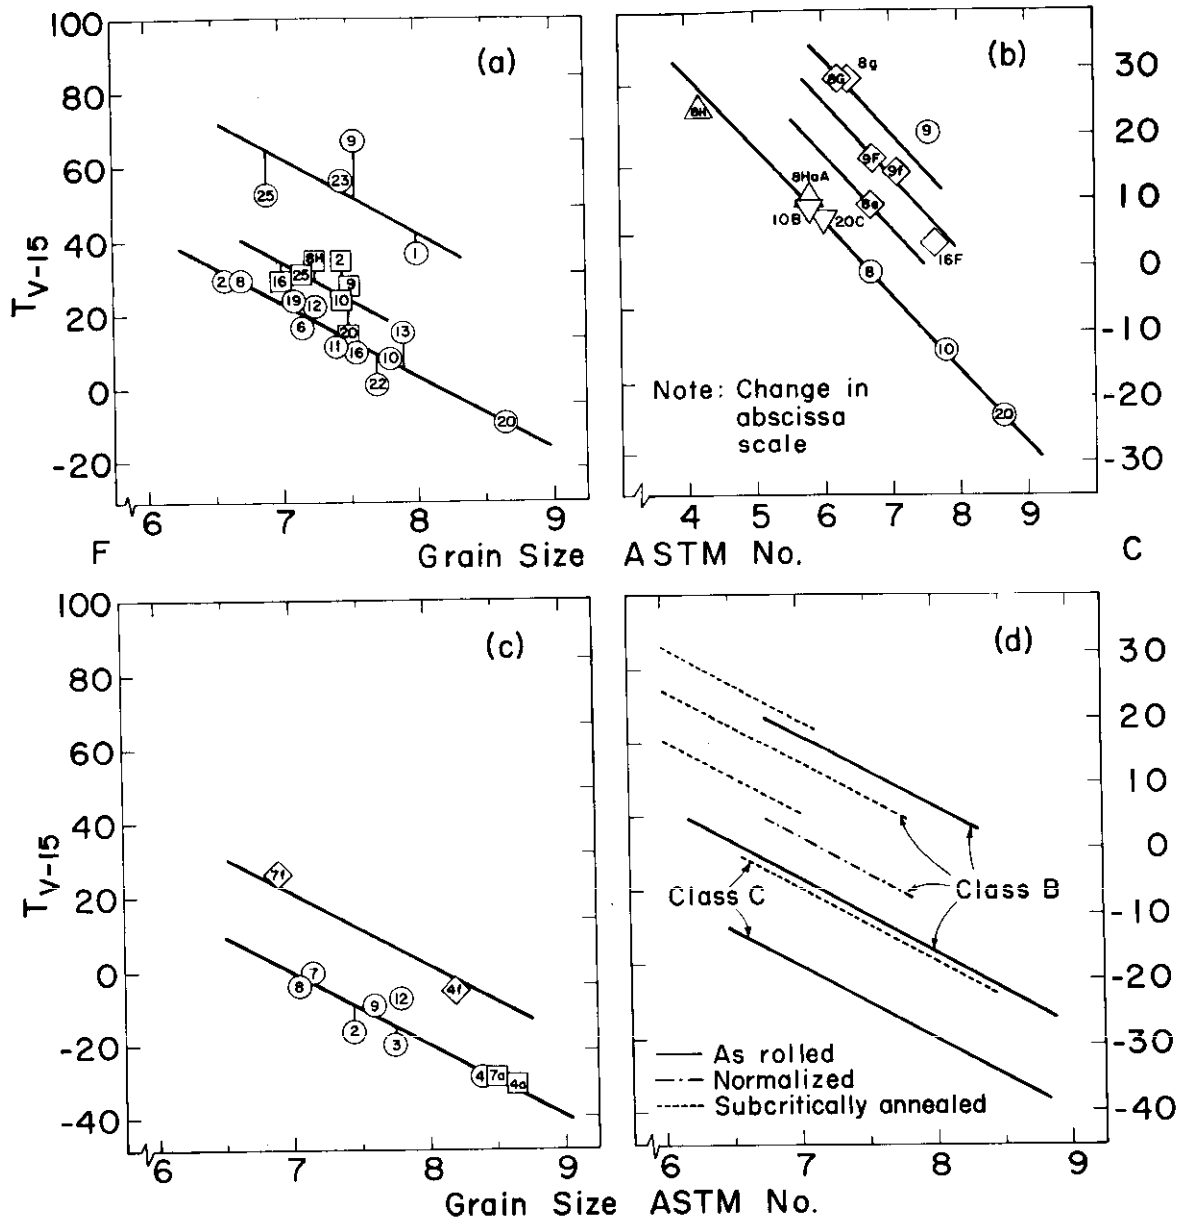 100
80
60
40
20
0
-20
T V-15
(a)
9
23
25
1
8H
2
16
25
9
10
20
2
8
19
12
6
11
16
13
10
22
20
6
7
8
9
(b)
8G
8g
9
8H
9F
9f
8HaA
8e
10B
20C
16F
8
10
20
Note: Change in
abscissa
scale
4
5
6
7
8
9
30
20
10
0
-10
-20
-30
F
Grain Size ASTM No.
C
100
80
60
40
20
0
-20
-40
T V-15
(c)
7f
4f
7
8
9
12
2
3
4
7a
4a
6
7
8
9
(d)
Class C
Class B
As rolled
Normalized
Subcritically annealed
6
7
8
9
30
20
10
0
-10
-20
-30
-40
Grain Size ASTM No.